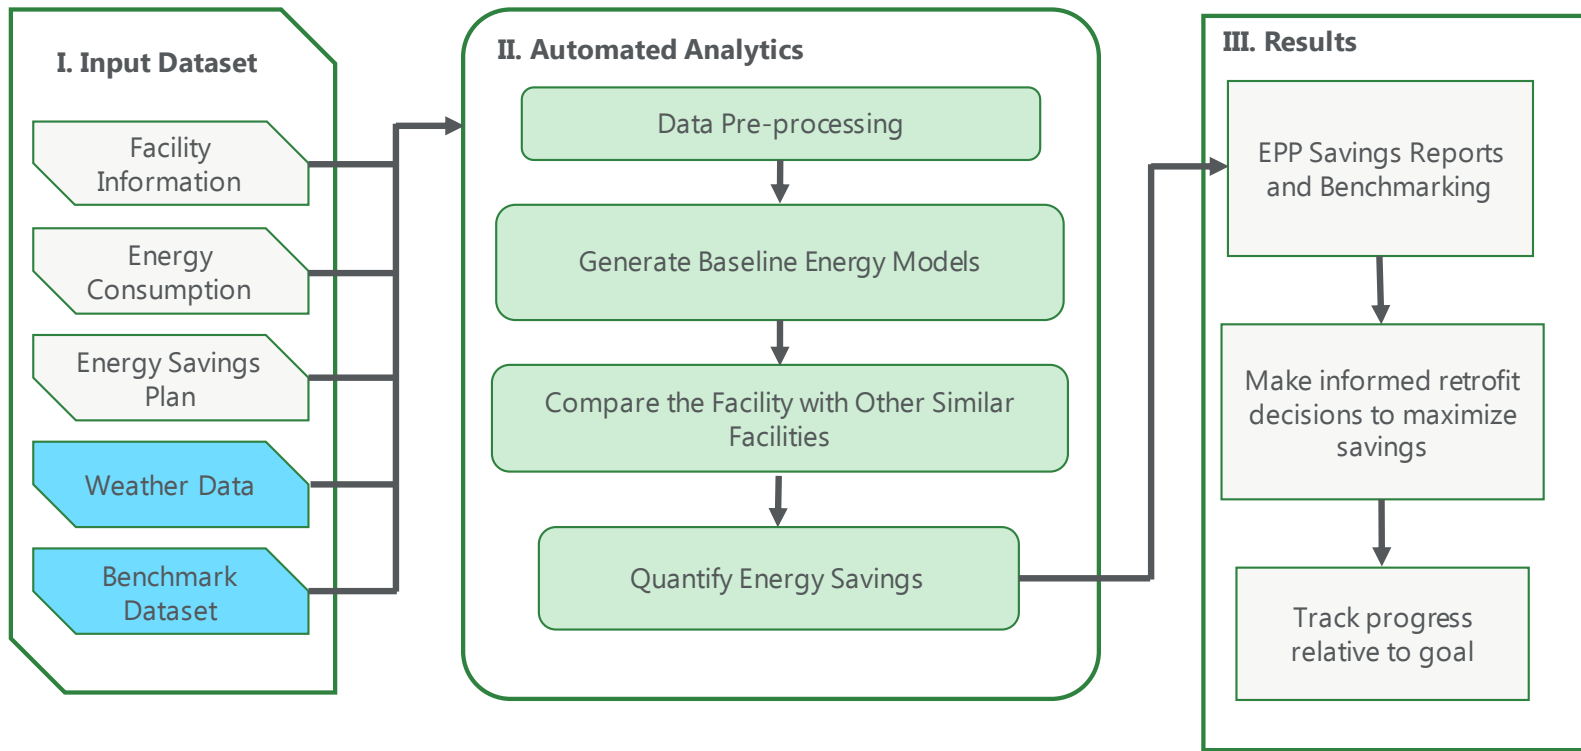 I. Input Dataset
Facility
Information
Energy
Consumption
Energy Savings
Plan
Weather Data
Benchmark
Dataset
II. Automated Analytics
Data Pre-processing
Generate Baseline Energy Models
Compare the Facility with Other Similar
Facilities
Quantify Energy Savings
III. Results
EPP Savings Reports
and Benchmarking
Make informed retrofit
decisions to maximize
savings
Track progress
relative to goal